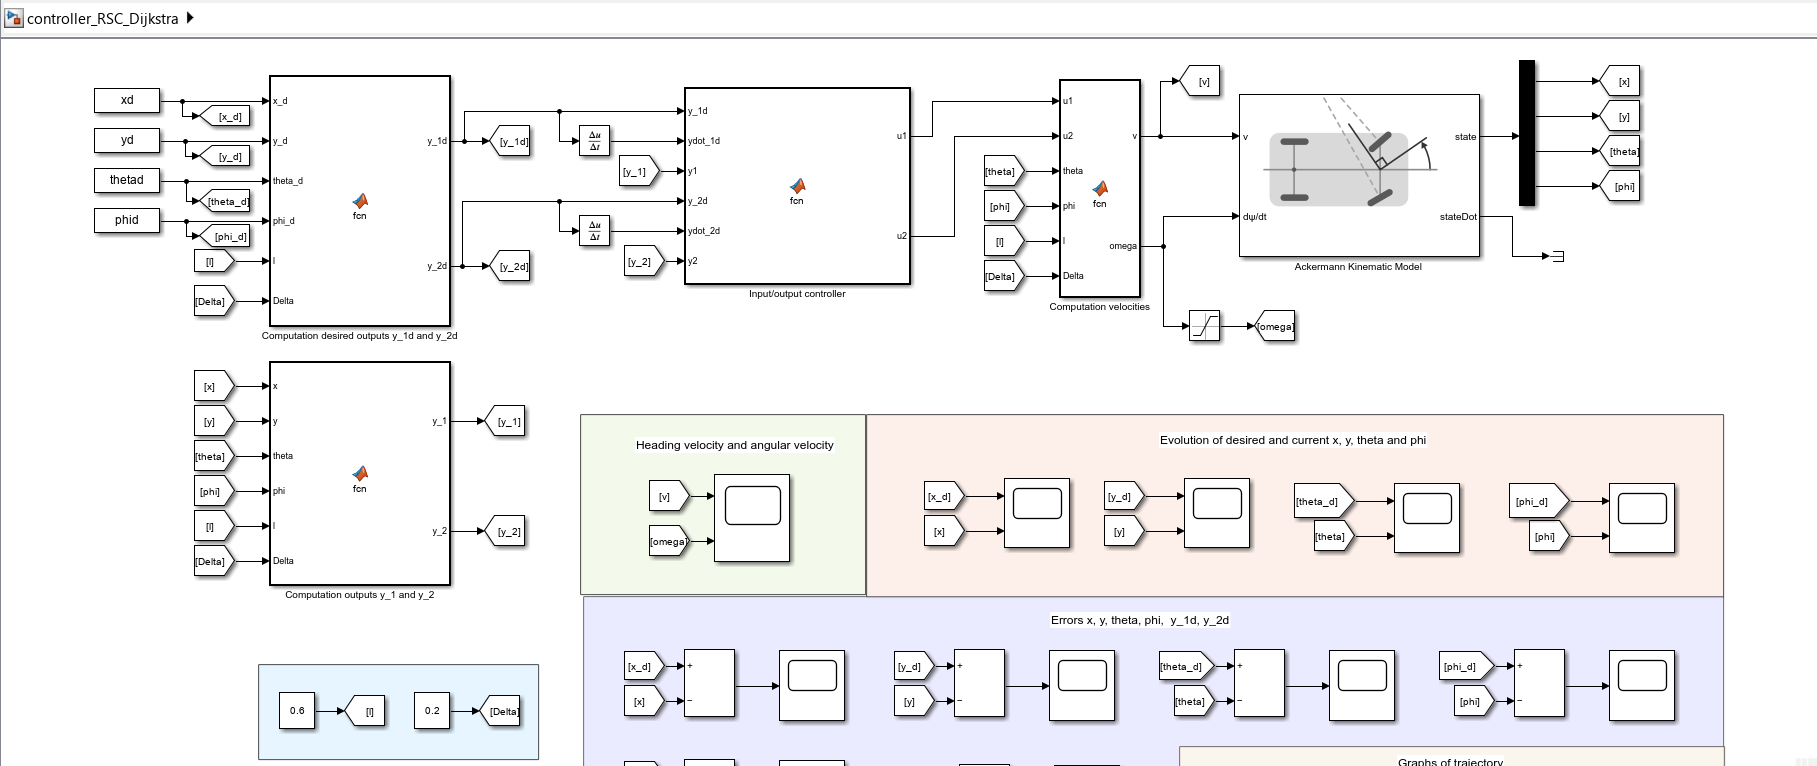 controller_RSC_Dijkstra
xd
[x_d]
yd
[y_d]
thetad
[theta_d]
phid
[phi_d]
[l]
[Delta]
x_d
y_d
theta_d
phi_d
l
Delta
fcn
y_1d
y_2d
Computation desired outputs y_1d and y_2d
[y_1d]
[y_2d]
Δu
Δt
[y_1]
Δu
Δt
[y_2]
y_1d
ydot_1d
y1
y_2d
ydot_2d
y2
fcn
u1
u2
Input/output controller
[theta]
[phi]
[l]
[Delta]
u1
u2
theta
phi
l
Delta
fcn
v
omega
Computation velocities
[v]
[omega]
v
dψ/dt
state
stateDot
Ackermann Kinematic Model
[x]
[y]
[theta]
[phi]
[x]
[y]
[theta]
[phi]
[l]
[Delta]
x
y
theta
phi
l
Delta
fcn
y_1
y_2
Computation outputs y_1 and y_2
[y_1]
[y_2]
Heading velocity and angular velocity
[v]
[omega]
Evolution of desired and current x, y, theta and phi
[x_d]
[x]
[y_d]
[y]
[theta_d]
[theta]
[phi_d]
[phi]
Errors x, y, theta, phi, y_1d, y_2d
[x_d]
[x]
+
−
[y_d]
[y]
+
−
[theta_d]
[theta]
+
−
[phi_d]
[phi]
+
−
0.6
[l]
0.2
[Delta]
Graphs of trajectory